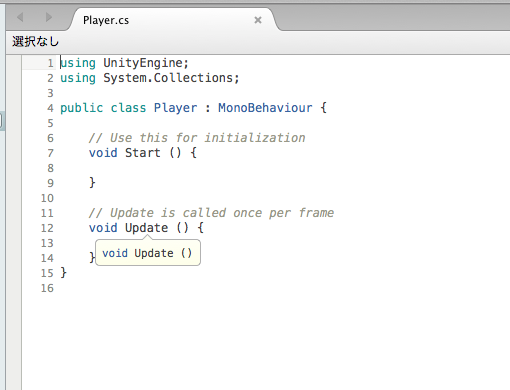 Player.cs
選択なし
1 using UnityEngine;
2 using System.Collections;
3
4 public class Player : MonoBehaviour {
5
6 // Use this for initialization
7 void Start () {
8
9 }
10
11 // Update is called once per frame
12 void Update () {
13
void Update ()
14 }
15 }
16